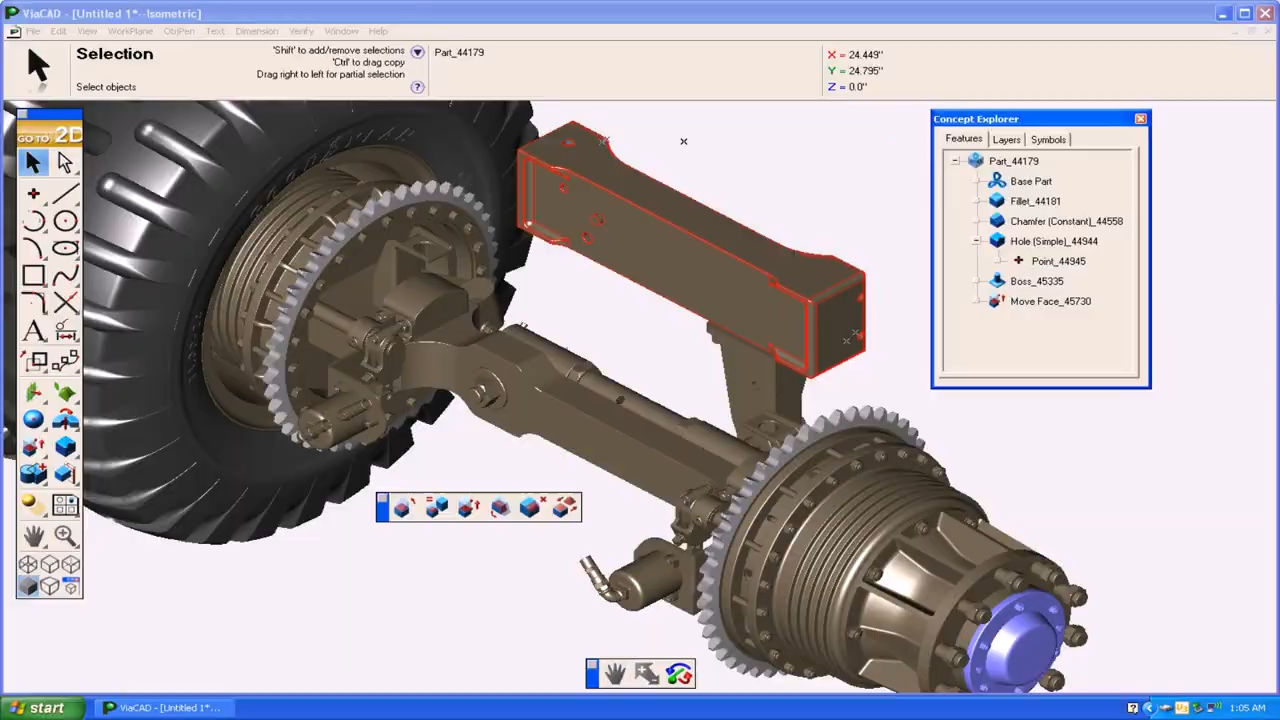 ViaCAD - [Untitled 1*--Isometric]
File Edit View WorkPlane ObjPen Text Dimension Verify Window Help
Selection
'Shift' to add/remove selections
'Ctrl' to drag copy
Drag right to left for partial selection
Select objects
?
Part_44179
X = 24.449"
Y = 24.795"
Z = 0.0"
GO TO 2D
A
Concept Explorer
Features Layers Symbols
Part_44179
Base Part
Fillet_44181
Chamfer (Constant)_44558
Hole (Simple)_44944
Point_44945
Boss_45335
Move Face_45730
start
ViaCAD - [Untitled 1*...
1:05 AM